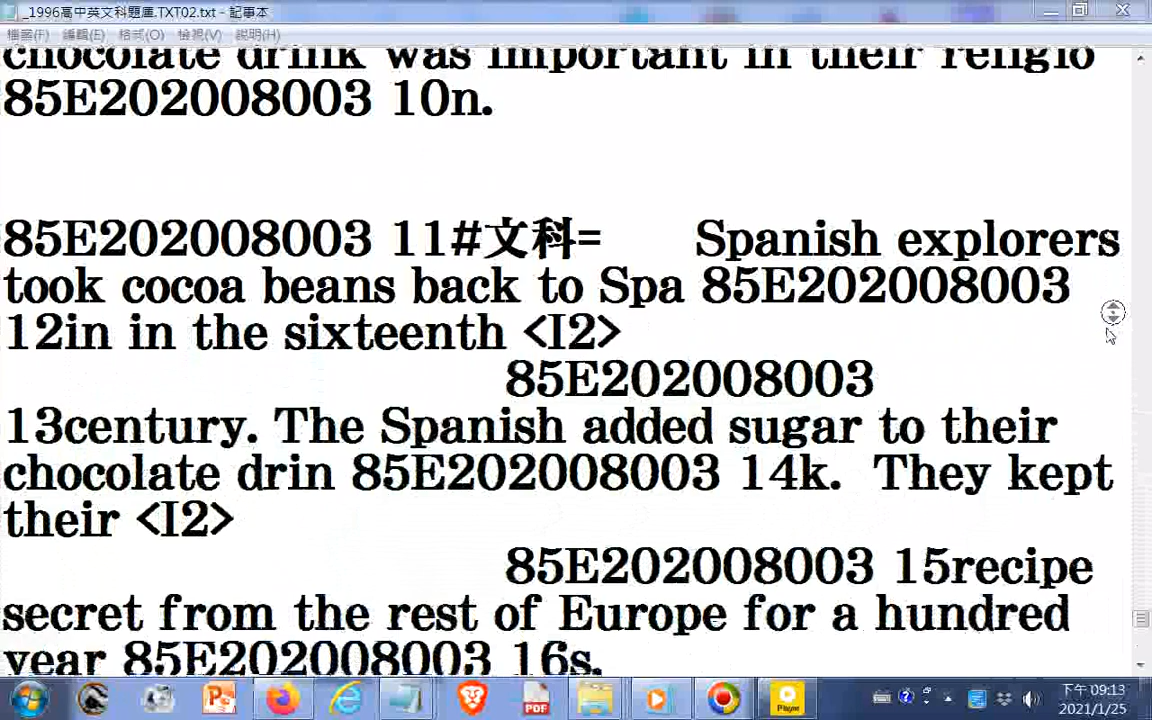 _1996高中英文科題庫.TXT02.txt - 記事本
檔案(F) 編輯(E) 格式(O) 檢視(V) 說明(H)
chocolate drink was important in their religio
85E202008003 10n.
85E202008003 11#文科= Spanish explorers
took cocoa beans back to Spa 85E202008003
12in in the sixteenth <I2>
85E202008003
13century. The Spanish added sugar to their
chocolate drin 85E202008003 14k. They kept
their <I2>
85E202008003 15recipe
secret from the rest of Europe for a hundred
year 85E202008003 16s.
PDF
Player
下午 09:13
2021/1/25